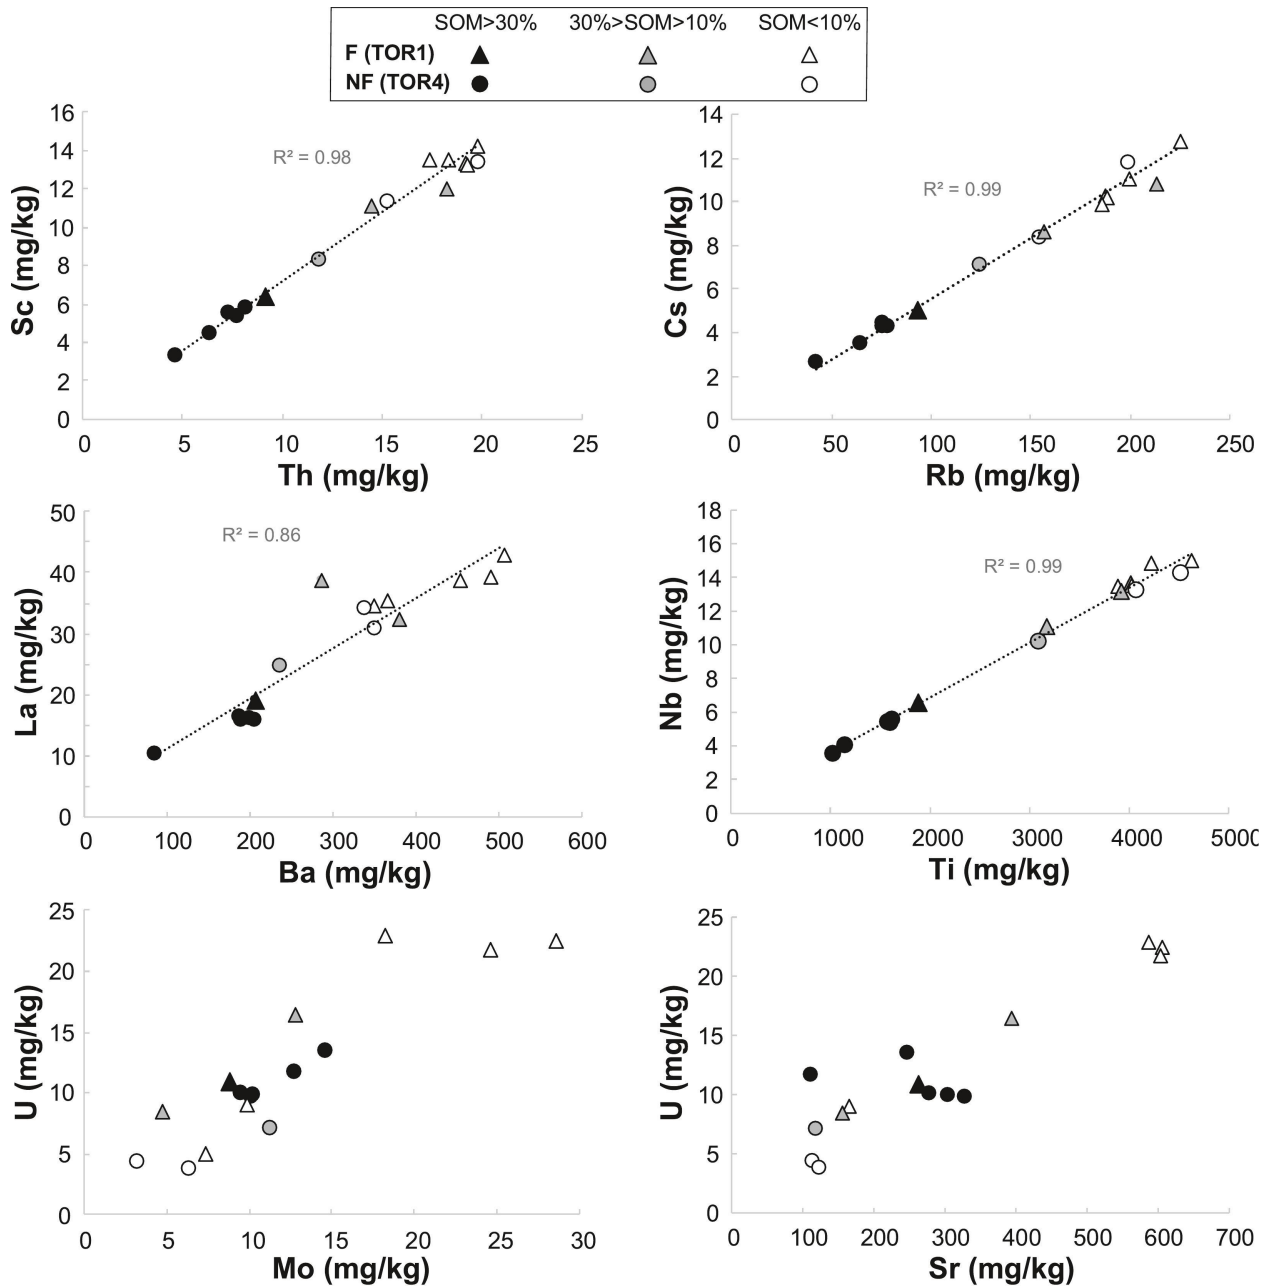 SOM>30% 30%>SOM>10% SOM<10%
F (TOR1)
NF (TOR4)
16
14
12
10
8
6
4
2
0
Sc (mg/kg)
R² = 0.98
0 5 10 15 20 25
Th (mg/kg)
14
12
10
8
6
4
2
0
Cs (mg/kg)
R² = 0.99
0 50 100 150 200 250
Rb (mg/kg)
50
40
30
20
10
0
La (mg/kg)
R² = 0.86
0 100 200 300 400 500 600
Ba (mg/kg)
18
16
14
12
10
8
6
4
2
0
Nb (mg/kg)
R² = 0.99
0 1000 2000 3000 4000 5000
Ti (mg/kg)
25
20
15
10
5
0
U (mg/kg)
0 5 10 15 20 25 30
Mo (mg/kg)
25
20
15
10
5
0
U (mg/kg)
0 100 200 300 400 500 600 700
Sr (mg/kg)